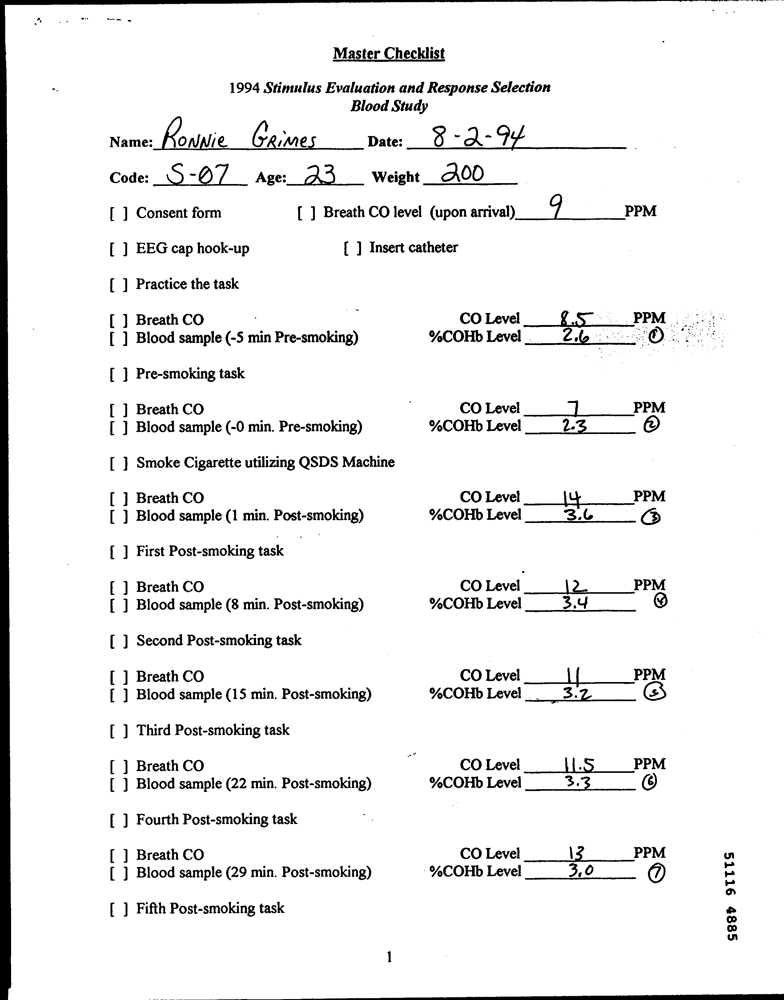 Master Checklist
1994 Stimulus Evaluation and Response Selection
Blood Study
Name: RONNIE GRIMES Date: 8-2-94
Code: S-07 Age: 23 Weight 200
[ ] Consent form [ ] Breath CO level (upon arrival) 9 PPM
[ ] EEG cap hook-up [ ] Insert catheter
[ ] Practice the task
[ ] Breath CO CO Level 8.5 PPM
[ ] Blood sample (-5 min Pre-smoking) %COHb Level 2.6 ①
[ ] Pre-smoking task
[ ] Breath CO CO Level 7 PPM
[ ] Blood sample (-0 min. Pre-smoking) %COHb Level 2.3 ②
[ ] Smoke Cigarette utilizing QSDS Machine
[ ] Breath CO CO Level 14 PPM
[ ] Blood sample (1 min. Post-smoking) %COHb Level 3.6 ③
[ ] First Post-smoking task
[ ] Breath CO CO Level 12 PPM
[ ] Blood sample (8 min. Post-smoking) %COHb Level 3.4 ④
[ ] Second Post-smoking task
[ ] Breath CO CO Level 11 PPM
[ ] Blood sample (15 min. Post-smoking) %COHb Level 3.2 ⑤
[ ] Third Post-smoking task
[ ] Breath CO CO Level 11.5 PPM
[ ] Blood sample (22 min. Post-smoking) %COHb Level 3.3 ⑥
[ ] Fourth Post-smoking task
[ ] Breath CO CO Level 13 PPM
[ ] Blood sample (29 min. Post-smoking) %COHb Level 3.0 ⑦
[ ] Fifth Post-smoking task
1
51116 4885